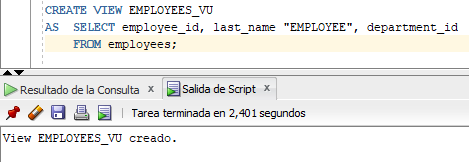 CREATE VIEW EMPLOYEES_VU
AS  SELECT employee_id, last_name "EMPLOYEE", department_id
    FROM employees;
Resultado de la Consulta x Salida de Script x
Tarea terminada en 2,401 segundos
View EMPLOYEES_VU creado.